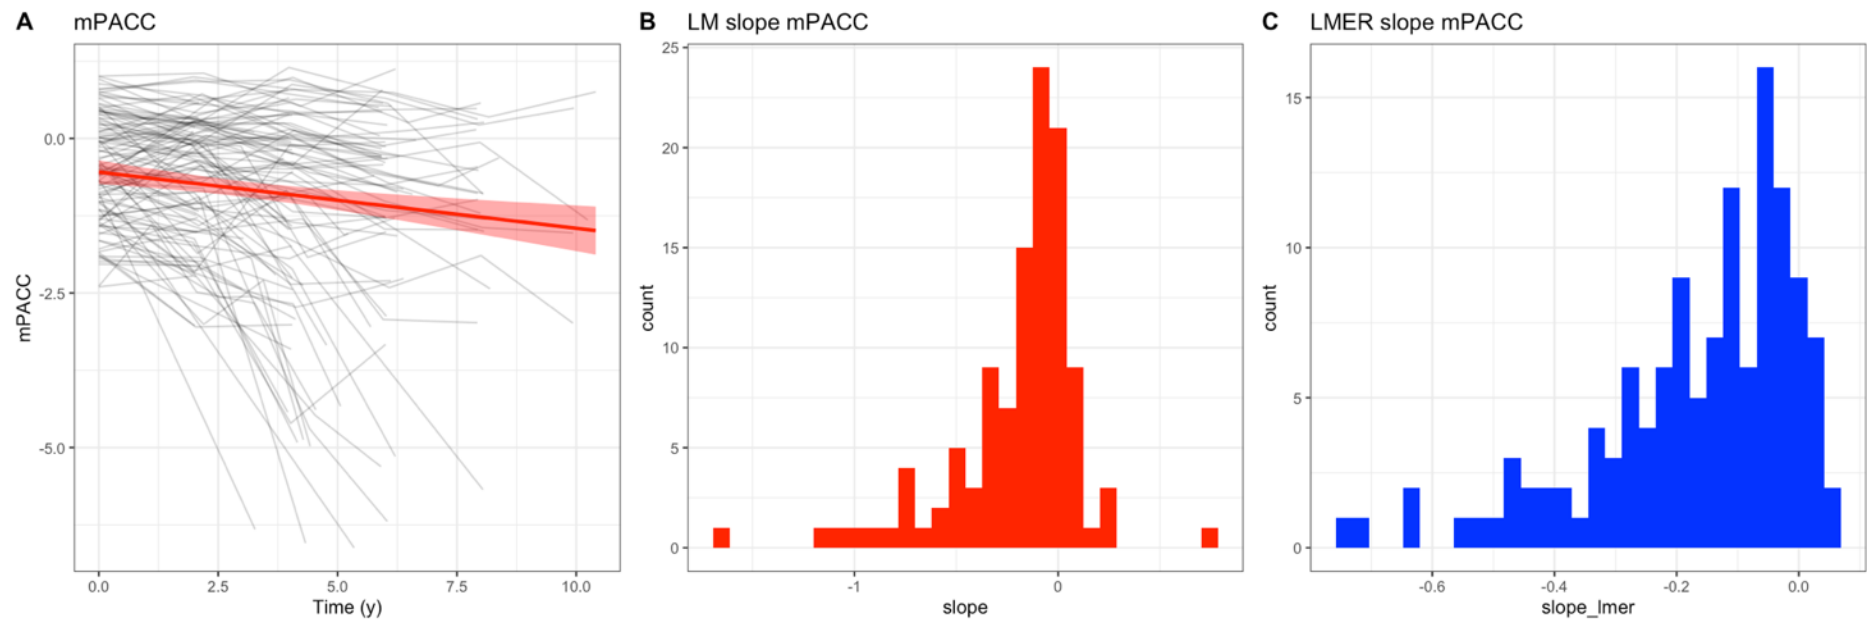 A mPACC
mPACC
0.0
-2.5
-5.0
0.0 2.5 5.0 7.5 10.0
Time (y)
B LM slope mPACC
count
25
20
15
10
5
0
-1 0
slope
C LMER slope mPACC
count
15
10
5
0
-0.6 -0.4 -0.2 0.0
slope_lmer